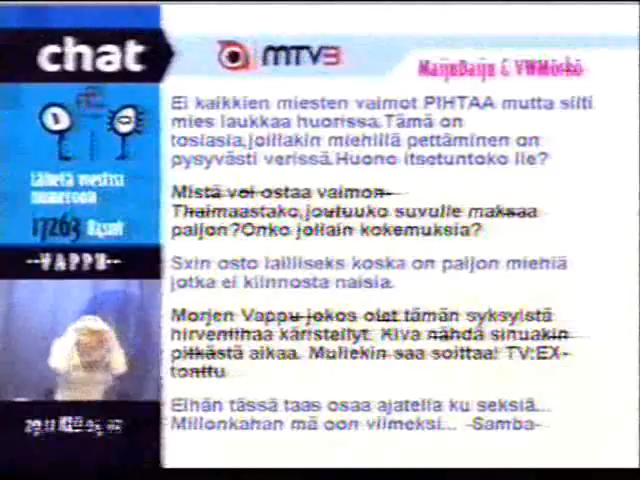 chat
MTV3
MaijuDaiju & VWMörkö
Ei kaikkien miesten vaimot PIHTAA mutta silti
mies laukkaa huorissa.Tämä on
tosiasia,joillakin miehillä pettäminen on
pysyvästi verissä.Huono itsetuntoko lie?
Mistä voi ostaa vaimon-
Thaimaastako,joutuuko suvulle maksaa
paljon?Onko jollain kokemuksia?
Sxin osto lailliseks koska on paljon miehiä
jotka ei kiinnosta naisia.
Morjen Vappu-jokos olet tämän syksyistä
hirvenlihaa käristellyt. Kiva nähdä sinuakin
pitkästä aikaa. Mullekin saa soittaa! TV:EX-
tonttu
Eihän tässä taas osaa ajatella ku seksiä...
Millonkahan mä oon viimeksi... -Samba-
Lähetä viestisi
numeroon
17263
--VAPPU--